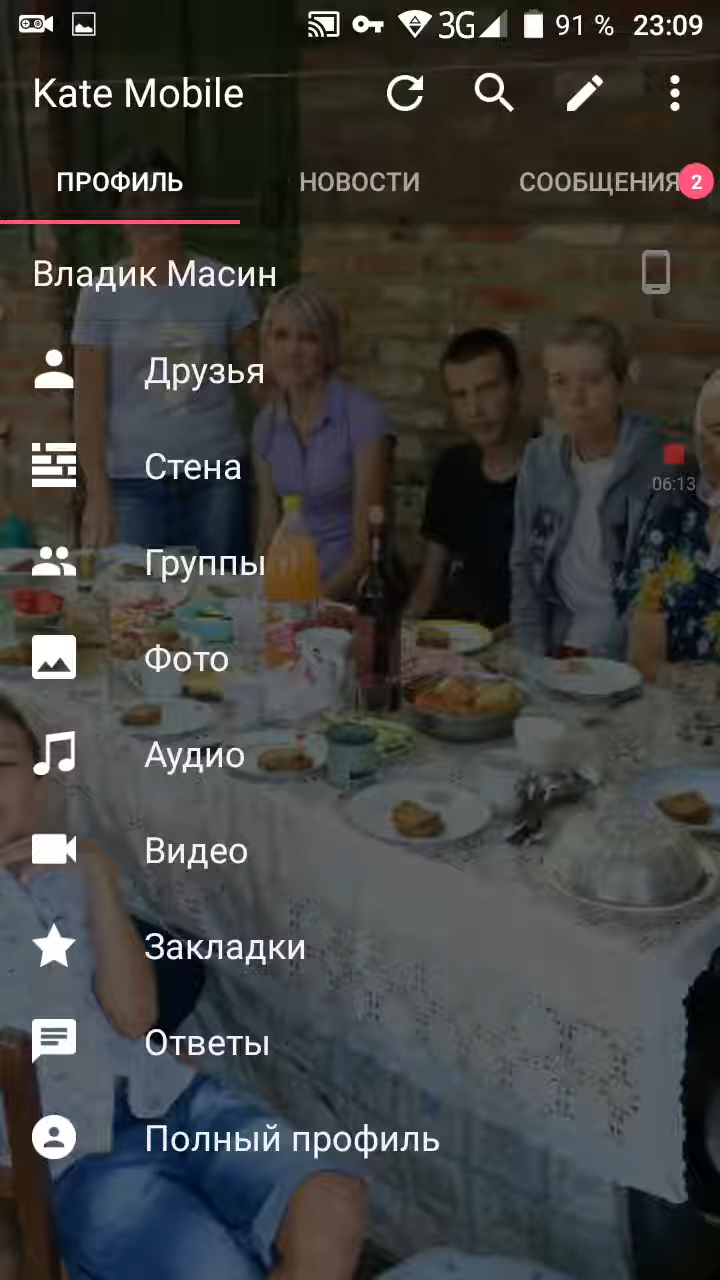 3G 91 % 23:09
Kate Mobile
ПРОФИЛЬ НОВОСТИ СООБЩЕНИЯ 2
Владик Масин
Друзья
Стена
06:13
Группы
Фото
Аудио
Видео
Закладки
Ответы
Полный профиль